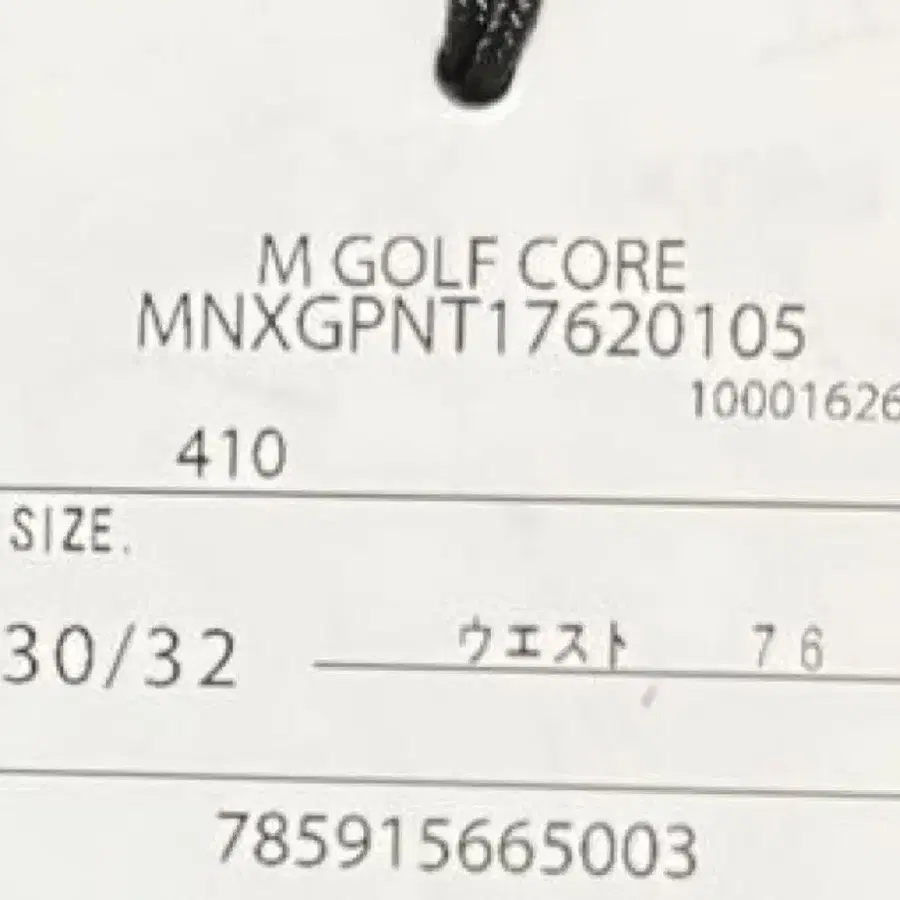 M GOLF CORE
MNXGPNT17620105
10001626
410
SIZE.
30/32
ウエスト 76
785915665003